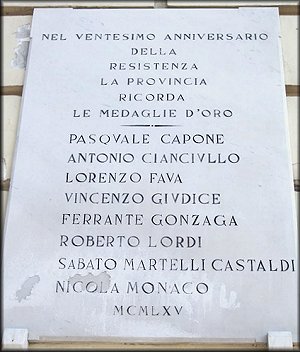 NEL VENTESIMO ANNIVERSARIO
DELLA
RESISTENZA
LA PROVINCIA
RICORDA
LE MEDAGLIE D'ORO
PASQVALE CAPONE
ANTONIO CIANCIVLLO
LORENZO FAVA
VINCENZO GIVDICE
FERRANTE GONZAGA
ROBERTO LORDI
SABATO MARTELLI CASTALDI
NICOLA MONACO
MCMLXV